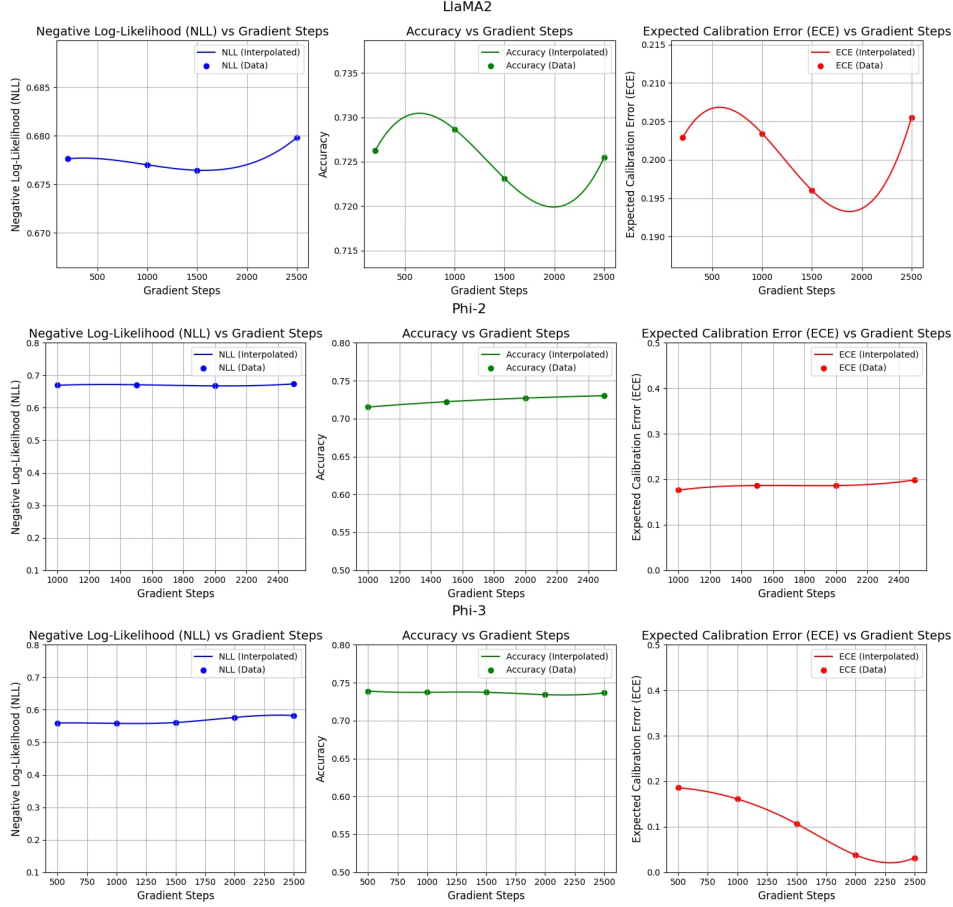 LlaMA2
Negative Log-Likelihood (NLL) vs Gradient Steps
NLL (Interpolated)
NLL (Data)
Negative Log-Likelihood (NLL)
0.685
0.680
0.675
0.670
500 1000 1500 2000 2500
Gradient Steps
Accuracy vs Gradient Steps
Accuracy (Interpolated)
Accuracy (Data)
Accuracy
0.735
0.730
0.725
0.720
0.715
500 1000 1500 2000 2500
Gradient Steps
Expected Calibration Error (ECE) vs Gradient Steps
ECE (Interpolated)
ECE (Data)
Expected Calibration Error (ECE)
0.215
0.210
0.205
0.200
0.195
0.190
500 1000 1500 2000 2500
Gradient Steps
Phi-2
Negative Log-Likelihood (NLL) vs Gradient Steps
NLL (Interpolated)
NLL (Data)
Negative Log-Likelihood (NLL)
0.8
0.7
0.6
0.5
0.4
0.3
0.2
0.1
1000 1200 1400 1600 1800 2000 2200 2400
Gradient Steps
Accuracy vs Gradient Steps
Accuracy (Interpolated)
Accuracy (Data)
Accuracy
0.80
0.75
0.70
0.65
0.60
0.55
0.50
1000 1200 1400 1600 1800 2000 2200 2400
Gradient Steps
Expected Calibration Error (ECE) vs Gradient Steps
ECE (Interpolated)
ECE (Data)
Expected Calibration Error (ECE)
0.5
0.4
0.3
0.2
0.1
0.0
1000 1200 1400 1600 1800 2000 2200 2400
Gradient Steps
Phi-3
Negative Log-Likelihood (NLL) vs Gradient Steps
NLL (Interpolated)
NLL (Data)
Negative Log-Likelihood (NLL)
0.8
0.7
0.6
0.5
0.4
0.3
0.2
0.1
500 750 1000 1250 1500 1750 2000 2250 2500
Gradient Steps
Accuracy vs Gradient Steps
Accuracy (Interpolated)
Accuracy (Data)
Accuracy
0.80
0.75
0.70
0.65
0.60
0.55
0.50
500 750 1000 1250 1500 1750 2000 2250 2500
Gradient Steps
Expected Calibration Error (ECE) vs Gradient Steps
ECE (Interpolated)
ECE (Data)
Expected Calibration Error (ECE)
0.5
0.4
0.3
0.2
0.1
0.0
500 750 1000 1250 1500 1750 2000 2250 2500
Gradient Steps